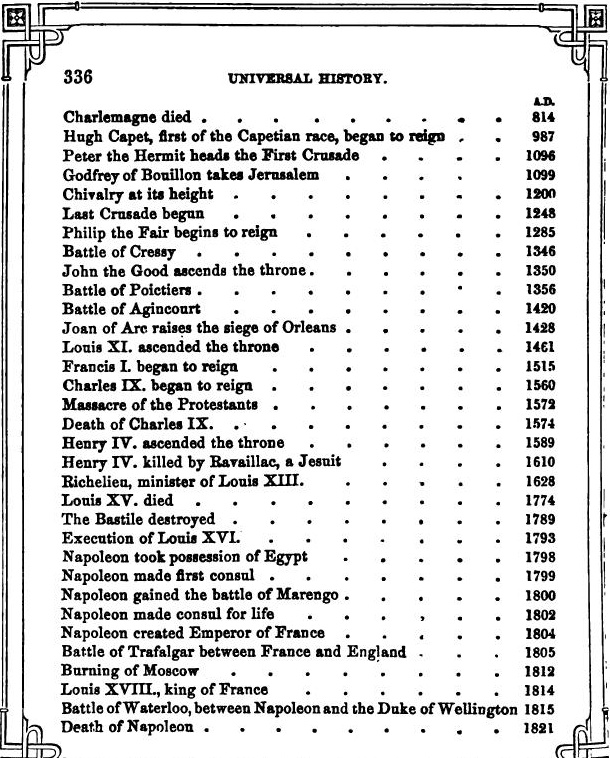 336 UNIVERSAL HISTORY.
A.D.
Charlemagne died . . . . . . . . . 814
Hugh Capet, first of the Capetian race, began to reign . . 987
Peter the Hermit heads the First Crusade . . . . 1096
Godfrey of Bouillon takes Jerusalem . . . . . 1099
Chivalry at its height . . . . . . . . 1200
Last Crusade begun . . . . . . . . 1248
Philip the Fair begins to reign . . . . . . 1285
Battle of Cressy . . . . . . . . . 1346
John the Good ascends the throne . . . . . . 1350
Battle of Poictiers . . . . . . . . . 1356
Battle of Agincourt . . . . . . . . 1420
Joan of Arc raises the siege of Orleans . . . . . 1428
Louis XI. ascended the throne . . . . . . 1461
Francis I. began to reign . . . . . . . 1515
Charles IX. began to reign . . . . . . . 1560
Massacre of the Protestants . . . . . . . 1572
Death of Charles IX. . . . . . . . . 1574
Henry IV. ascended the throne . . . . . . 1589
Henry IV. killed by Ravaillac, a Jesuit . . . . 1610
Richelieu, minister of Louis XIII. . . . . . 1628
Louis XV. died . . . . . . . . . 1774
The Bastile destroyed . . . . . . . . 1789
Execution of Louis XVI. . . . . . . . 1793
Napoleon took possession of Egypt . . . . . 1798
Napoleon made first consul . . . . . . . 1799
Napoleon gained the battle of Marengo . . . . . 1800
Napoleon made consul for life . . . . . . 1802
Napoleon created Emperor of France . . . . . 1804
Battle of Trafalgar between France and England . . . 1805
Burning of Moscow . . . . . . . . 1812
Louis XVIII., king of France . . . . . . 1814
Battle of Waterloo, between Napoleon and the Duke of Wellington 1815
Death of Napoleon . . . . . . . . . 1821